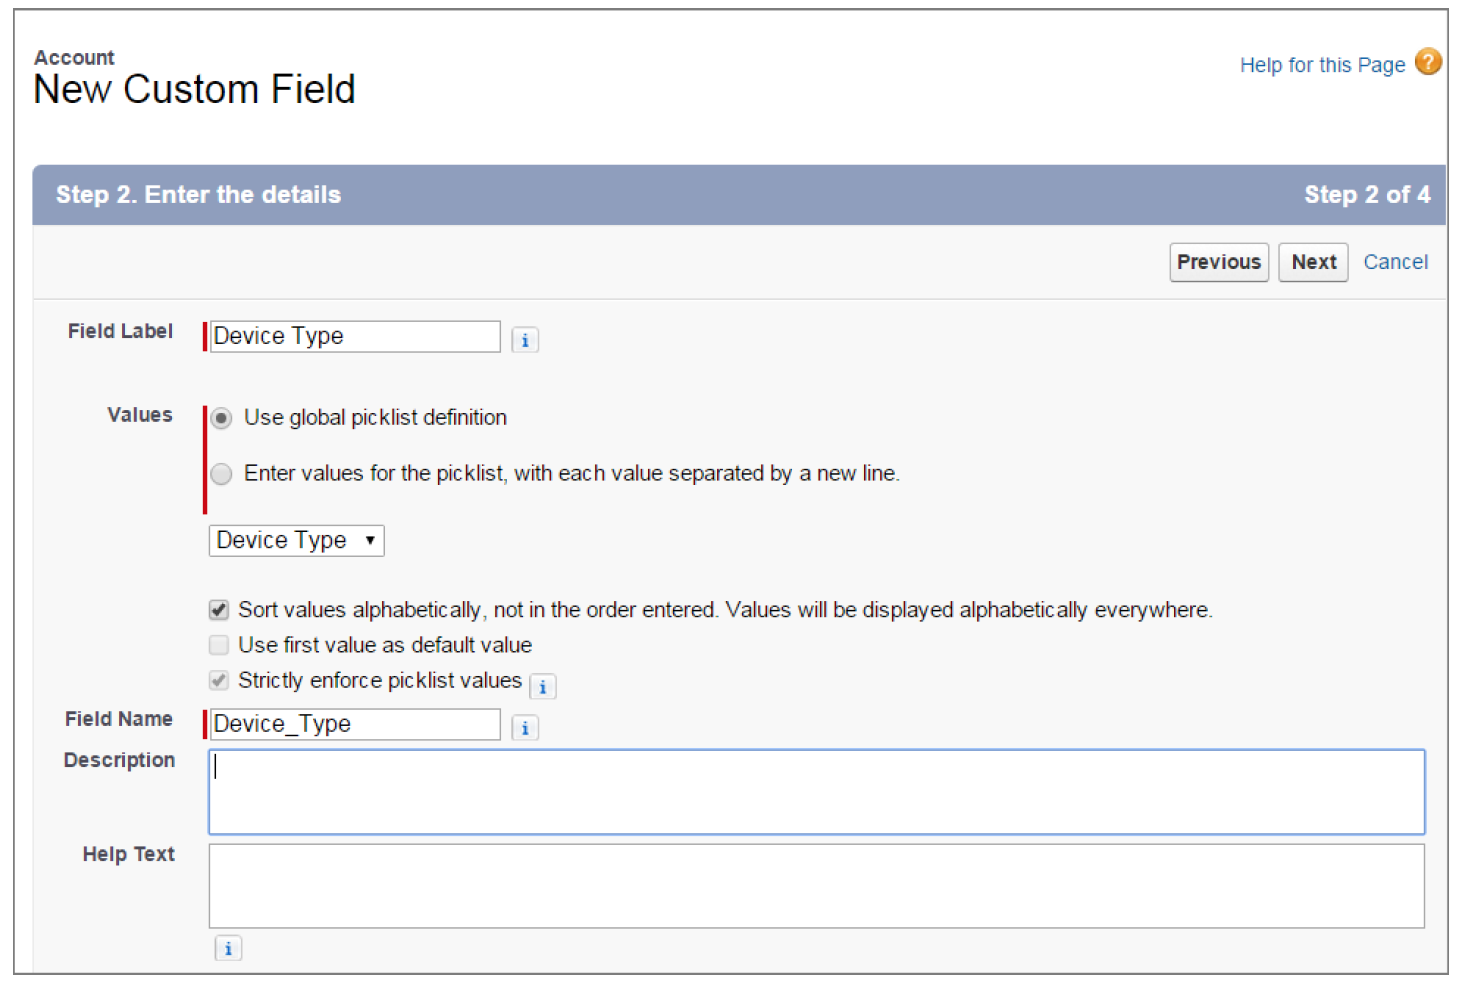 Account
New Custom Field
Help for this Page ?
Step 2. Enter the details
Step 2 of 4
Previous Next Cancel
Field Label Device Type i
Values Use global picklist definition
Enter values for the picklist, with each value separated by a new line.
Device Type
Sort values alphabetically, not in the order entered. Values will be displayed alphabetically everywhere.
Use first value as default value
Strictly enforce picklist values i
Field Name Device_Type i
Description
Help Text
i